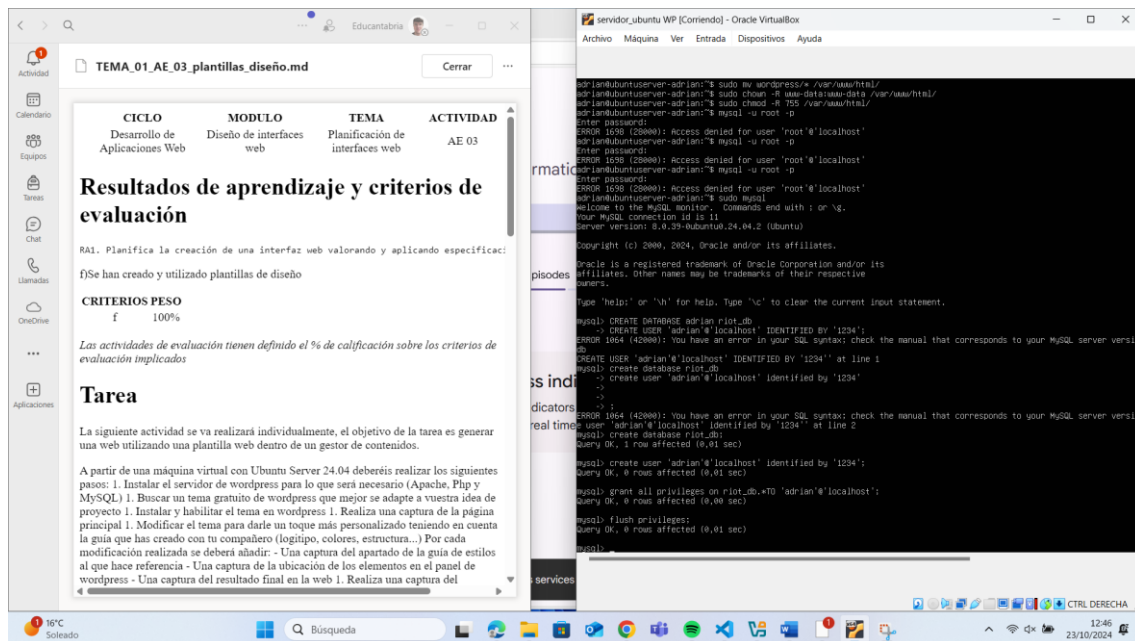 Educantabria
Actividad
Calendario
Equipos
Tareas
Chat
Llamadas
OneDrive
Aplicaciones
TEMA_01_AE_03_plantillas_diseño.md
Cerrar
CICLO MODULO TEMA ACTIVIDAD
Desarrollo de Aplicaciones Web Diseño de interfaces web Planificación de interfaces web AE 03
Resultados de aprendizaje y criterios de
evaluación
RA1. Planifica la creación de una interfaz web valorando y aplicando especificac
f)Se han creado y utilizado plantillas de diseño
CRITERIOS PESO
f 100%
Las actividades de evaluación tienen definido el % de calificación sobre los criterios de
evaluación implicados
Tarea
La siguiente actividad se va realizará individualmente, el objetivo de la tarea es generar
una web utilizando una plantilla web dentro de un gestor de contenidos.
A partir de una máquina virtual con Ubuntu Server 24.04 deberéis realizar los siguientes
pasos: 1. Instalar el servidor de wordpress para lo que será necesario (Apache, Php y
MySQL) 1. Buscar un tema gratuito de wordpress que mejor se adapte a vuestra idea de
proyecto 1. Instalar y habilitar el tema en wordpress 1. Realiza una captura de la página
principal 1. Modificar el tema para darle un toque más personalizado teniendo en cuenta
la guía que has creado con tu compañero (logitipo, colores, estructura...) Por cada
modificación realizada se deberá añadir: - Una captura del apartado de la guía de estilos
al que hace referencia - Una captura de la ubicación de los elementos en el panel de
wordpress - Una captura del resultado final en la web 1. Realiza una captura del
rmatic
pisodes
ss indi
dicators
real time
services
servidor_ubuntu WP [Corriendo] - Oracle VirtualBox
Archivo Máquina Ver Entrada Dispositivos Ayuda
adrian@ubuntuserver-adrian:~$ sudo mv wordpress/* /var/www/html/
adrian@ubuntuserver-adrian:~$ sudo chown -R www-data:www-data /var/www/html/
adrian@ubuntuserver-adrian:~$ sudo chmod -R 755 /var/www/html/
adrian@ubuntuserver-adrian:~$ mysql -u root -p
Enter password:
ERROR 1698 (28000): Access denied for user 'root'@'localhost'
adrian@ubuntuserver-adrian:~$ mysql -u root -p
Enter password:
ERROR 1698 (28000): Access denied for user 'root'@'localhost'
adrian@ubuntuserver-adrian:~$ mysql -u root -p
Enter password:
ERROR 1698 (28000): Access denied for user 'root'@'localhost'
adrian@ubuntuserver-adrian:~$ sudo mysql
Welcome to the MySQL monitor.  Commands end with ; or \g.
Your MySQL connection id is 11
Server version: 8.0.39-0ubuntu0.24.04.2 (Ubuntu)
Copyright (c) 2000, 2024, Oracle and/or its affiliates.
Oracle is a registered trademark of Oracle Corporation and/or its
affiliates. Other names may be trademarks of their respective
owners.
Type 'help;' or '\h' for help. Type '\c' to clear the current input statement.
mysql> CREATE DATABASE adrian riot_db
-> CREATE USER 'adrian'@'localhost' IDENTIFIED BY '1234';
ERROR 1064 (42000): You have an error in your SQL syntax; check the manual that corresponds to your MySQL server versi
db
CREATE USER 'adrian'@'localhost' IDENTIFIED BY '1234'' at line 1
mysql> create database riot_db
-> create user 'adrian'@'localhost' identified by '1234'
->
->
-> ;
ERROR 1064 (42000): You have an error in your SQL syntax; check the manual that corresponds to your MySQL server versi
e user 'adrian'@'localhost' identified by '1234'' at line 2
mysql> create database riot_db;
Query OK, 1 row affected (0,01 sec)
mysql> create user 'adrian'@'localhost' identified by '1234';
Query OK, 0 rows affected (0,01 sec)
mysql> grant all privileges on riot_db.*TO 'adrian'@'localhost';
Query OK, 0 rows affected (0,00 sec)
mysql> flush privileges;
Query OK, 0 rows affected (0,01 sec)
mysql> _
CTRL DERECHA
16°C
Soleado
Búsqueda
12:46
23/10/2024